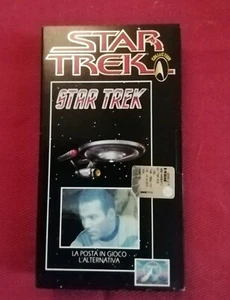 STAR
TREK
STAR TREK
LA POSTA IN GIOCO
L'ALTERNATIVA